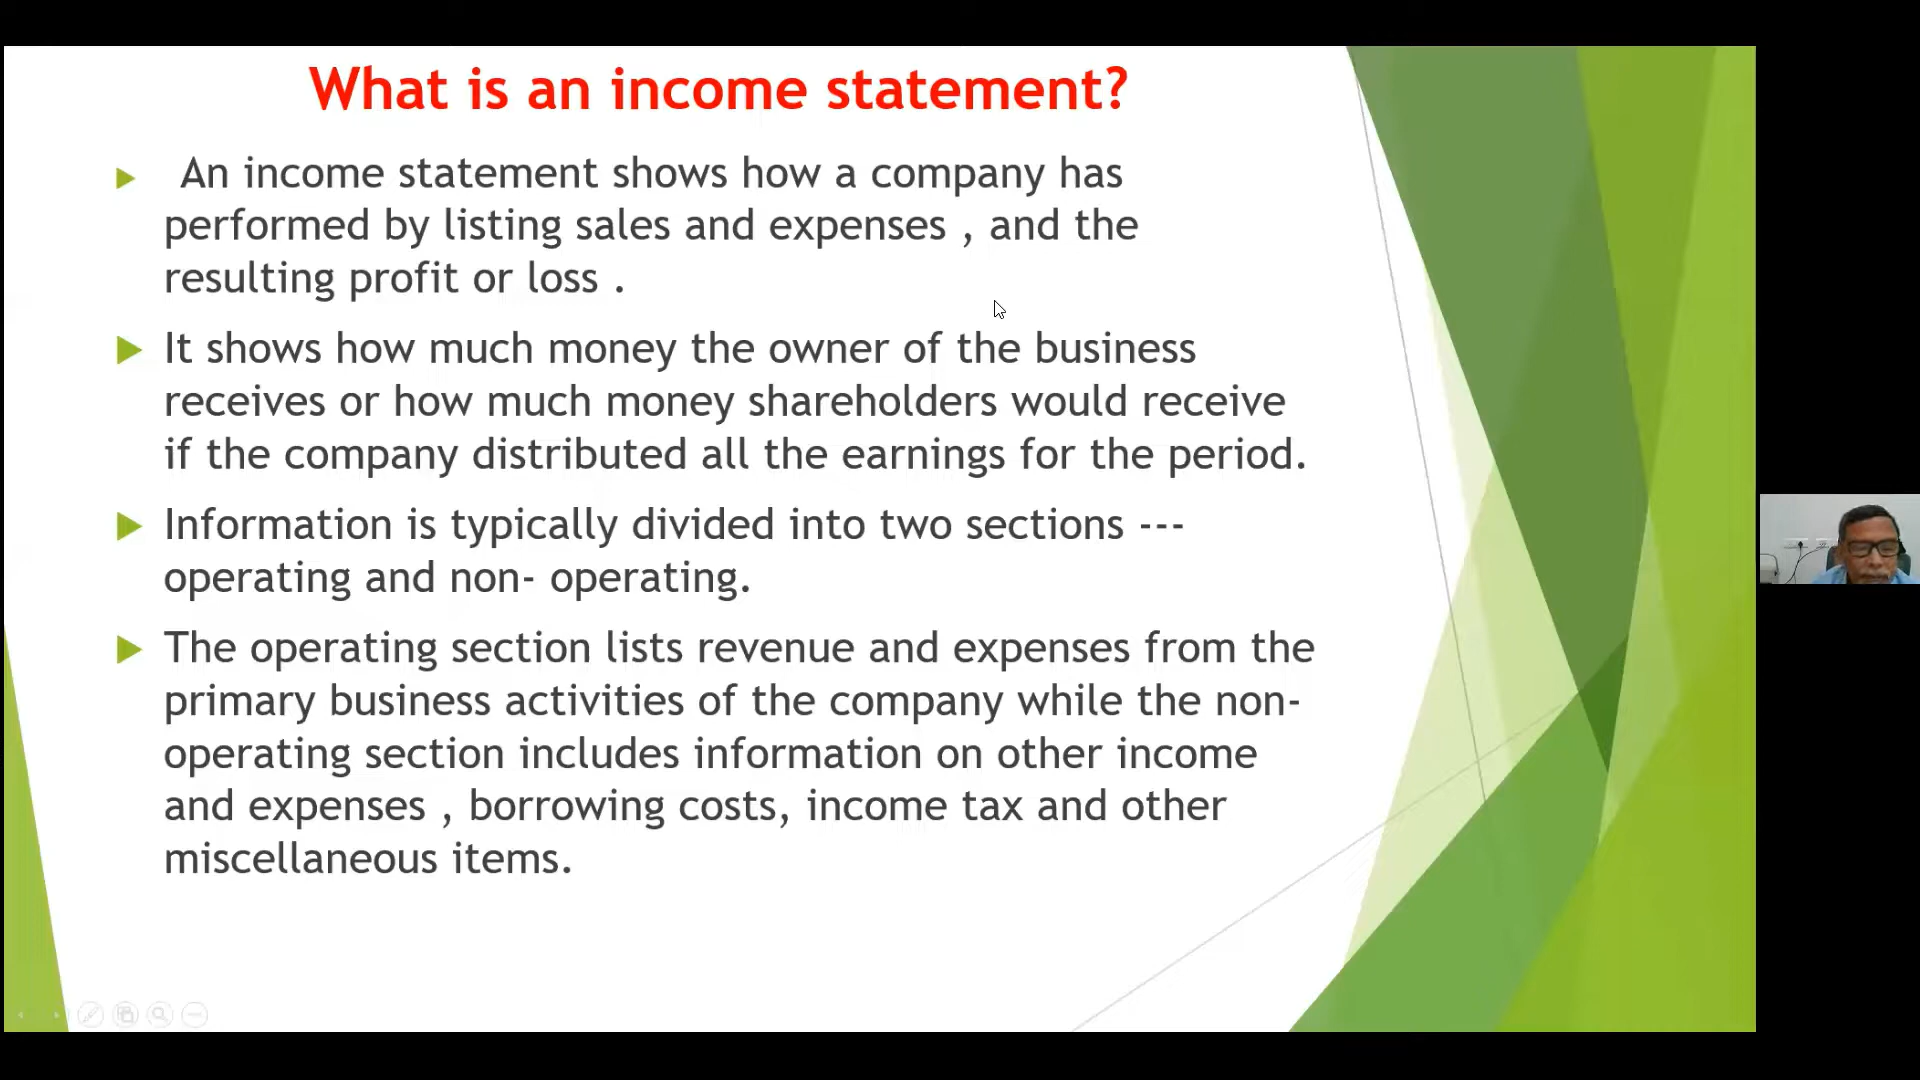 What is an income statement?
An income statement shows how a company has
performed by listing sales and expenses , and the
resulting profit or loss .
It shows how much money the owner of the business
receives or how much money shareholders would receive
if the company distributed all the earnings for the period.
Information is typically divided into two sections ---
operating and non- operating.
The operating section lists revenue and expenses from the
primary business activities of the company while the non-
operating section includes information on other income
and expenses , borrowing costs, income tax and other
miscellaneous items.